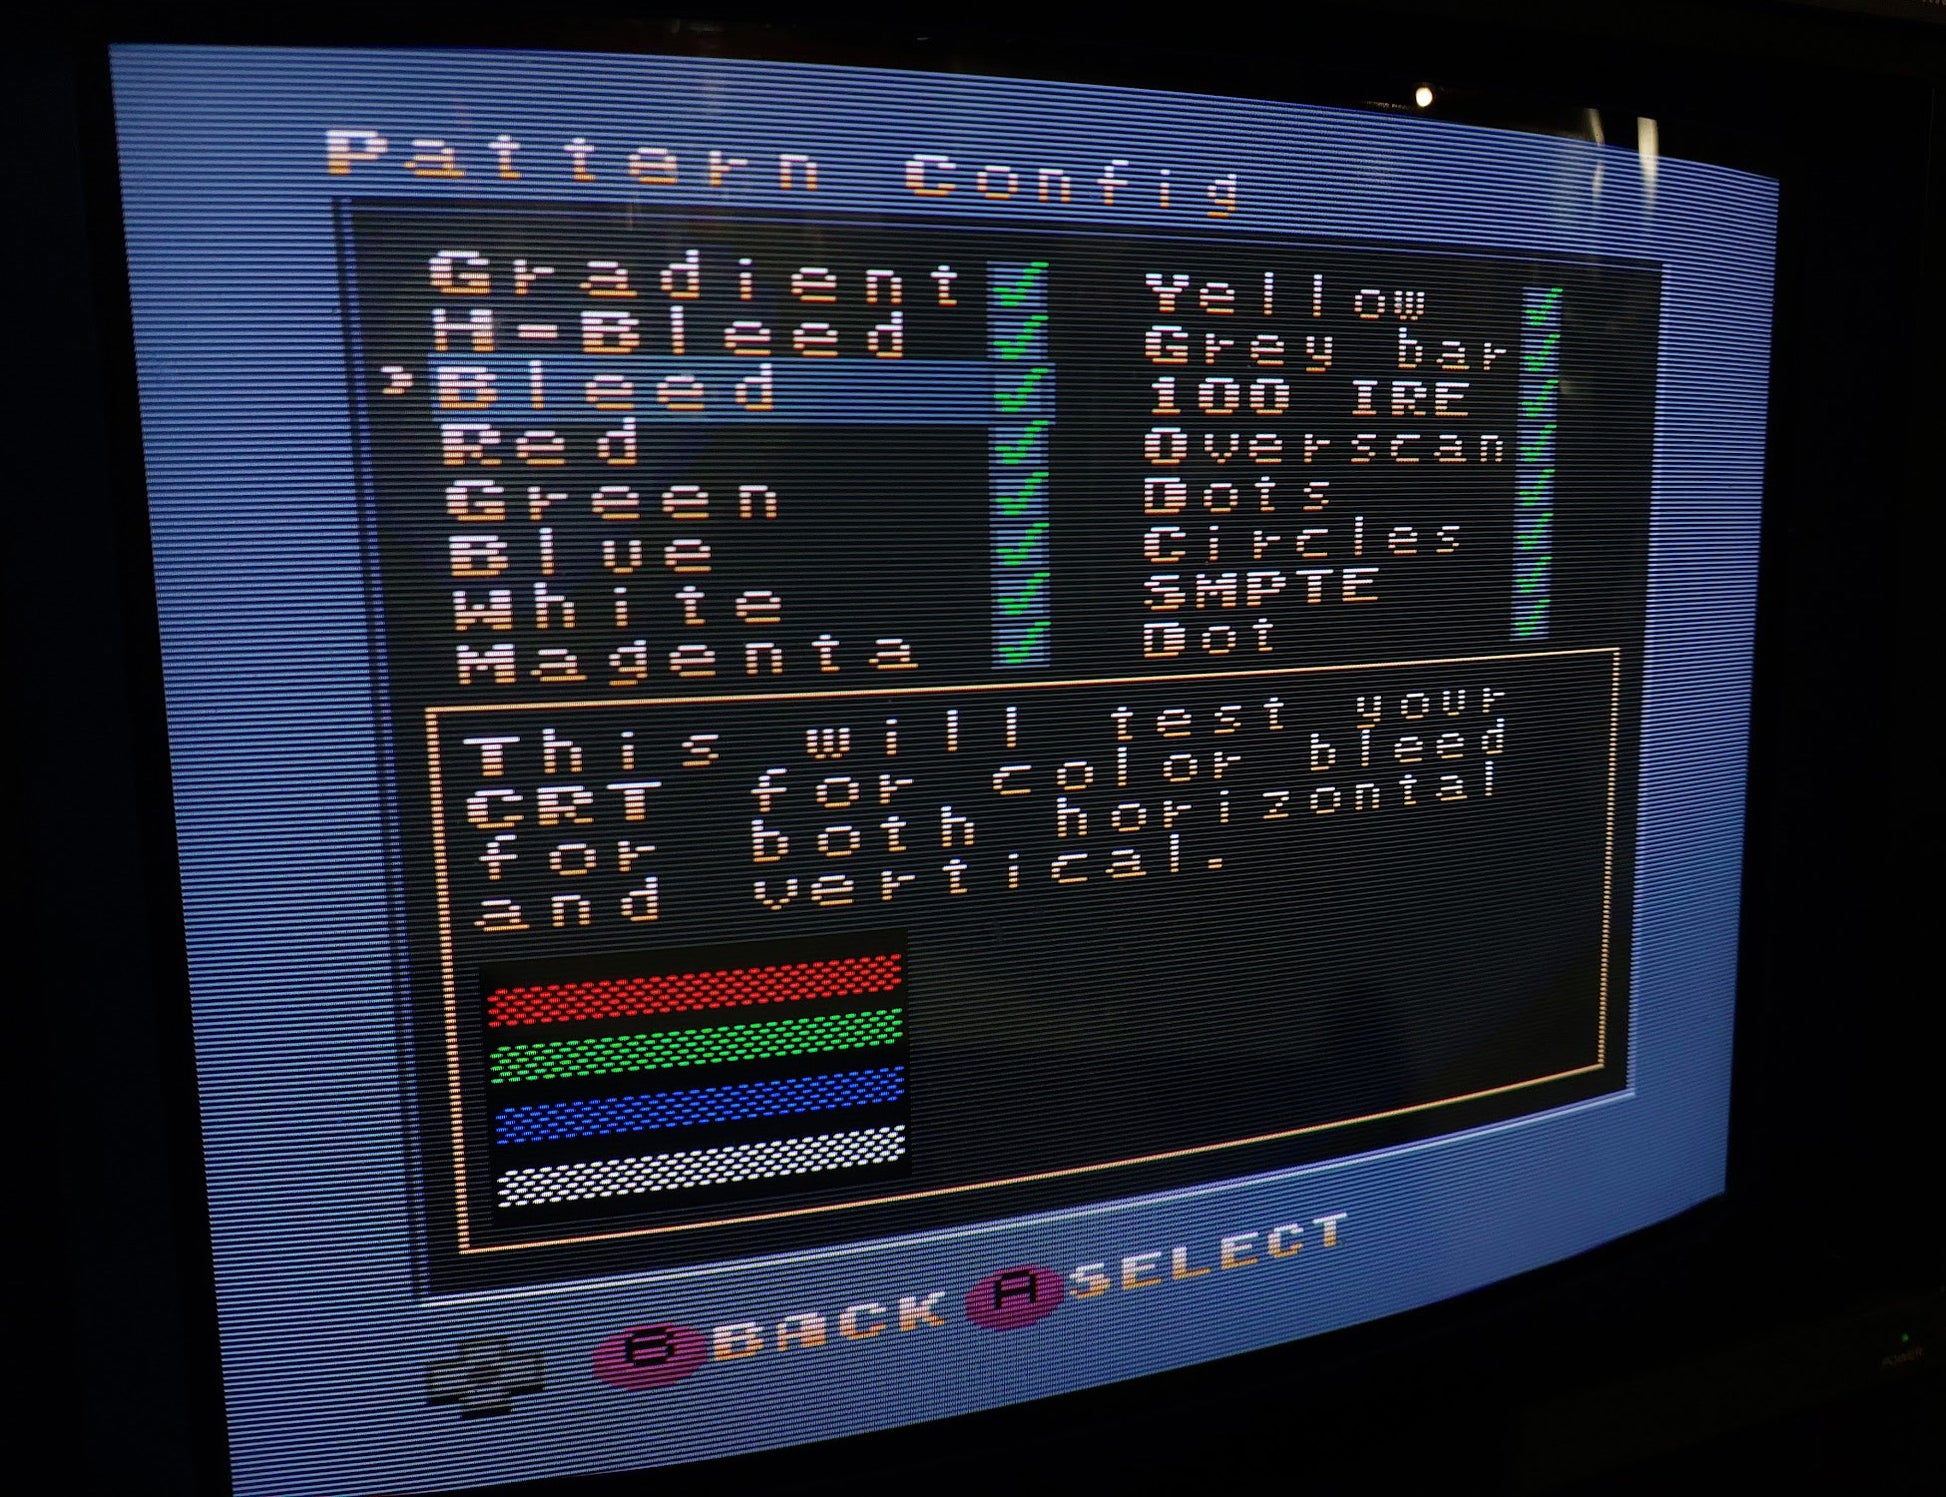 Pattern Config
Gradient
H-Bleed
Bleed
Red
Green
Blue
White
Magenta
Yellow
Grey bar
100 IRE
Overscan
Dots
Circles
SMPTE
Dot
This will test your
CRT for color bleed
for both horizontal
and vertical.
B BACK A SELECT
POWER